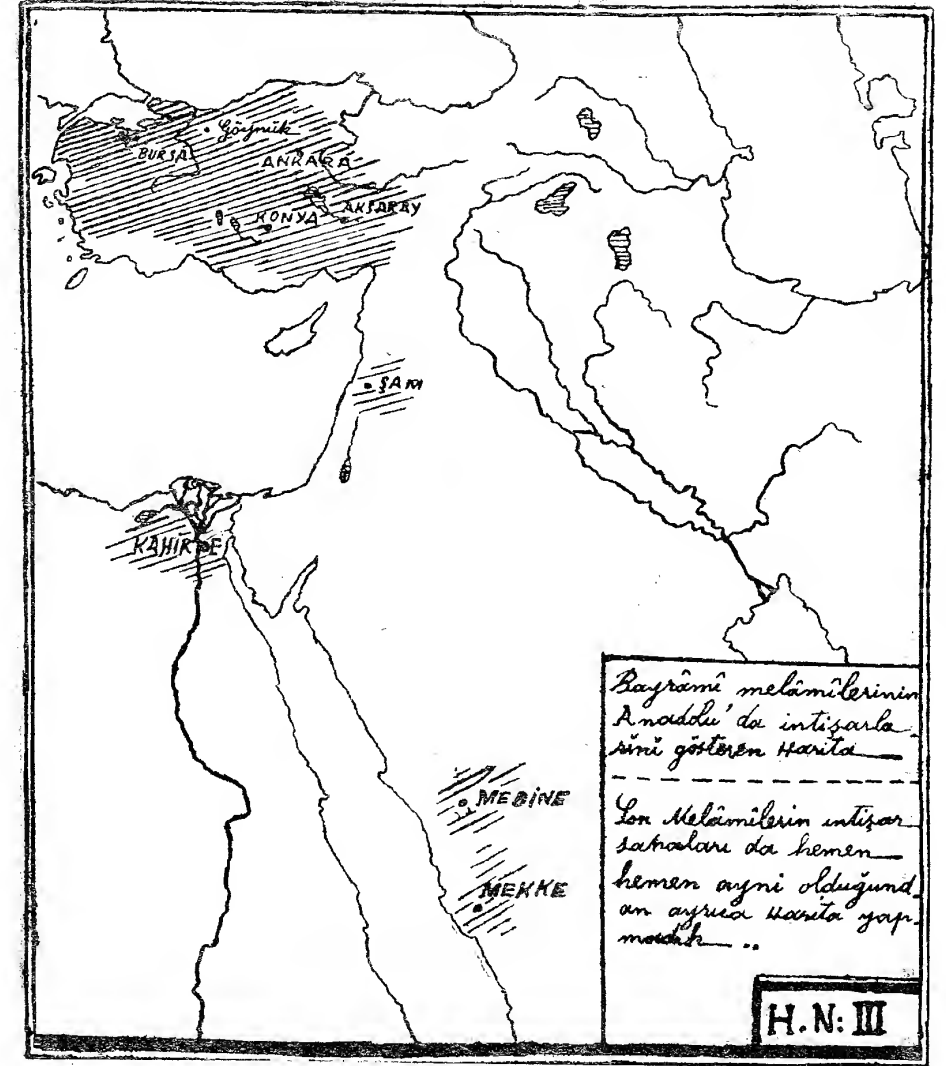 Göynük
BURSA
ANKARA
AKSARAY
KONYA
ŞAM
KAHİRE
MEDİNE
MEKKE
Bayrâmî melâmîlerinin
Anadolu'da intişarla-
rını gösteren Harita
Son Melâmîlerin intişar
sahaları da hemen
hemen ayni olduğund-
an ayrıca Harita yap-
madık ..
H.N: III